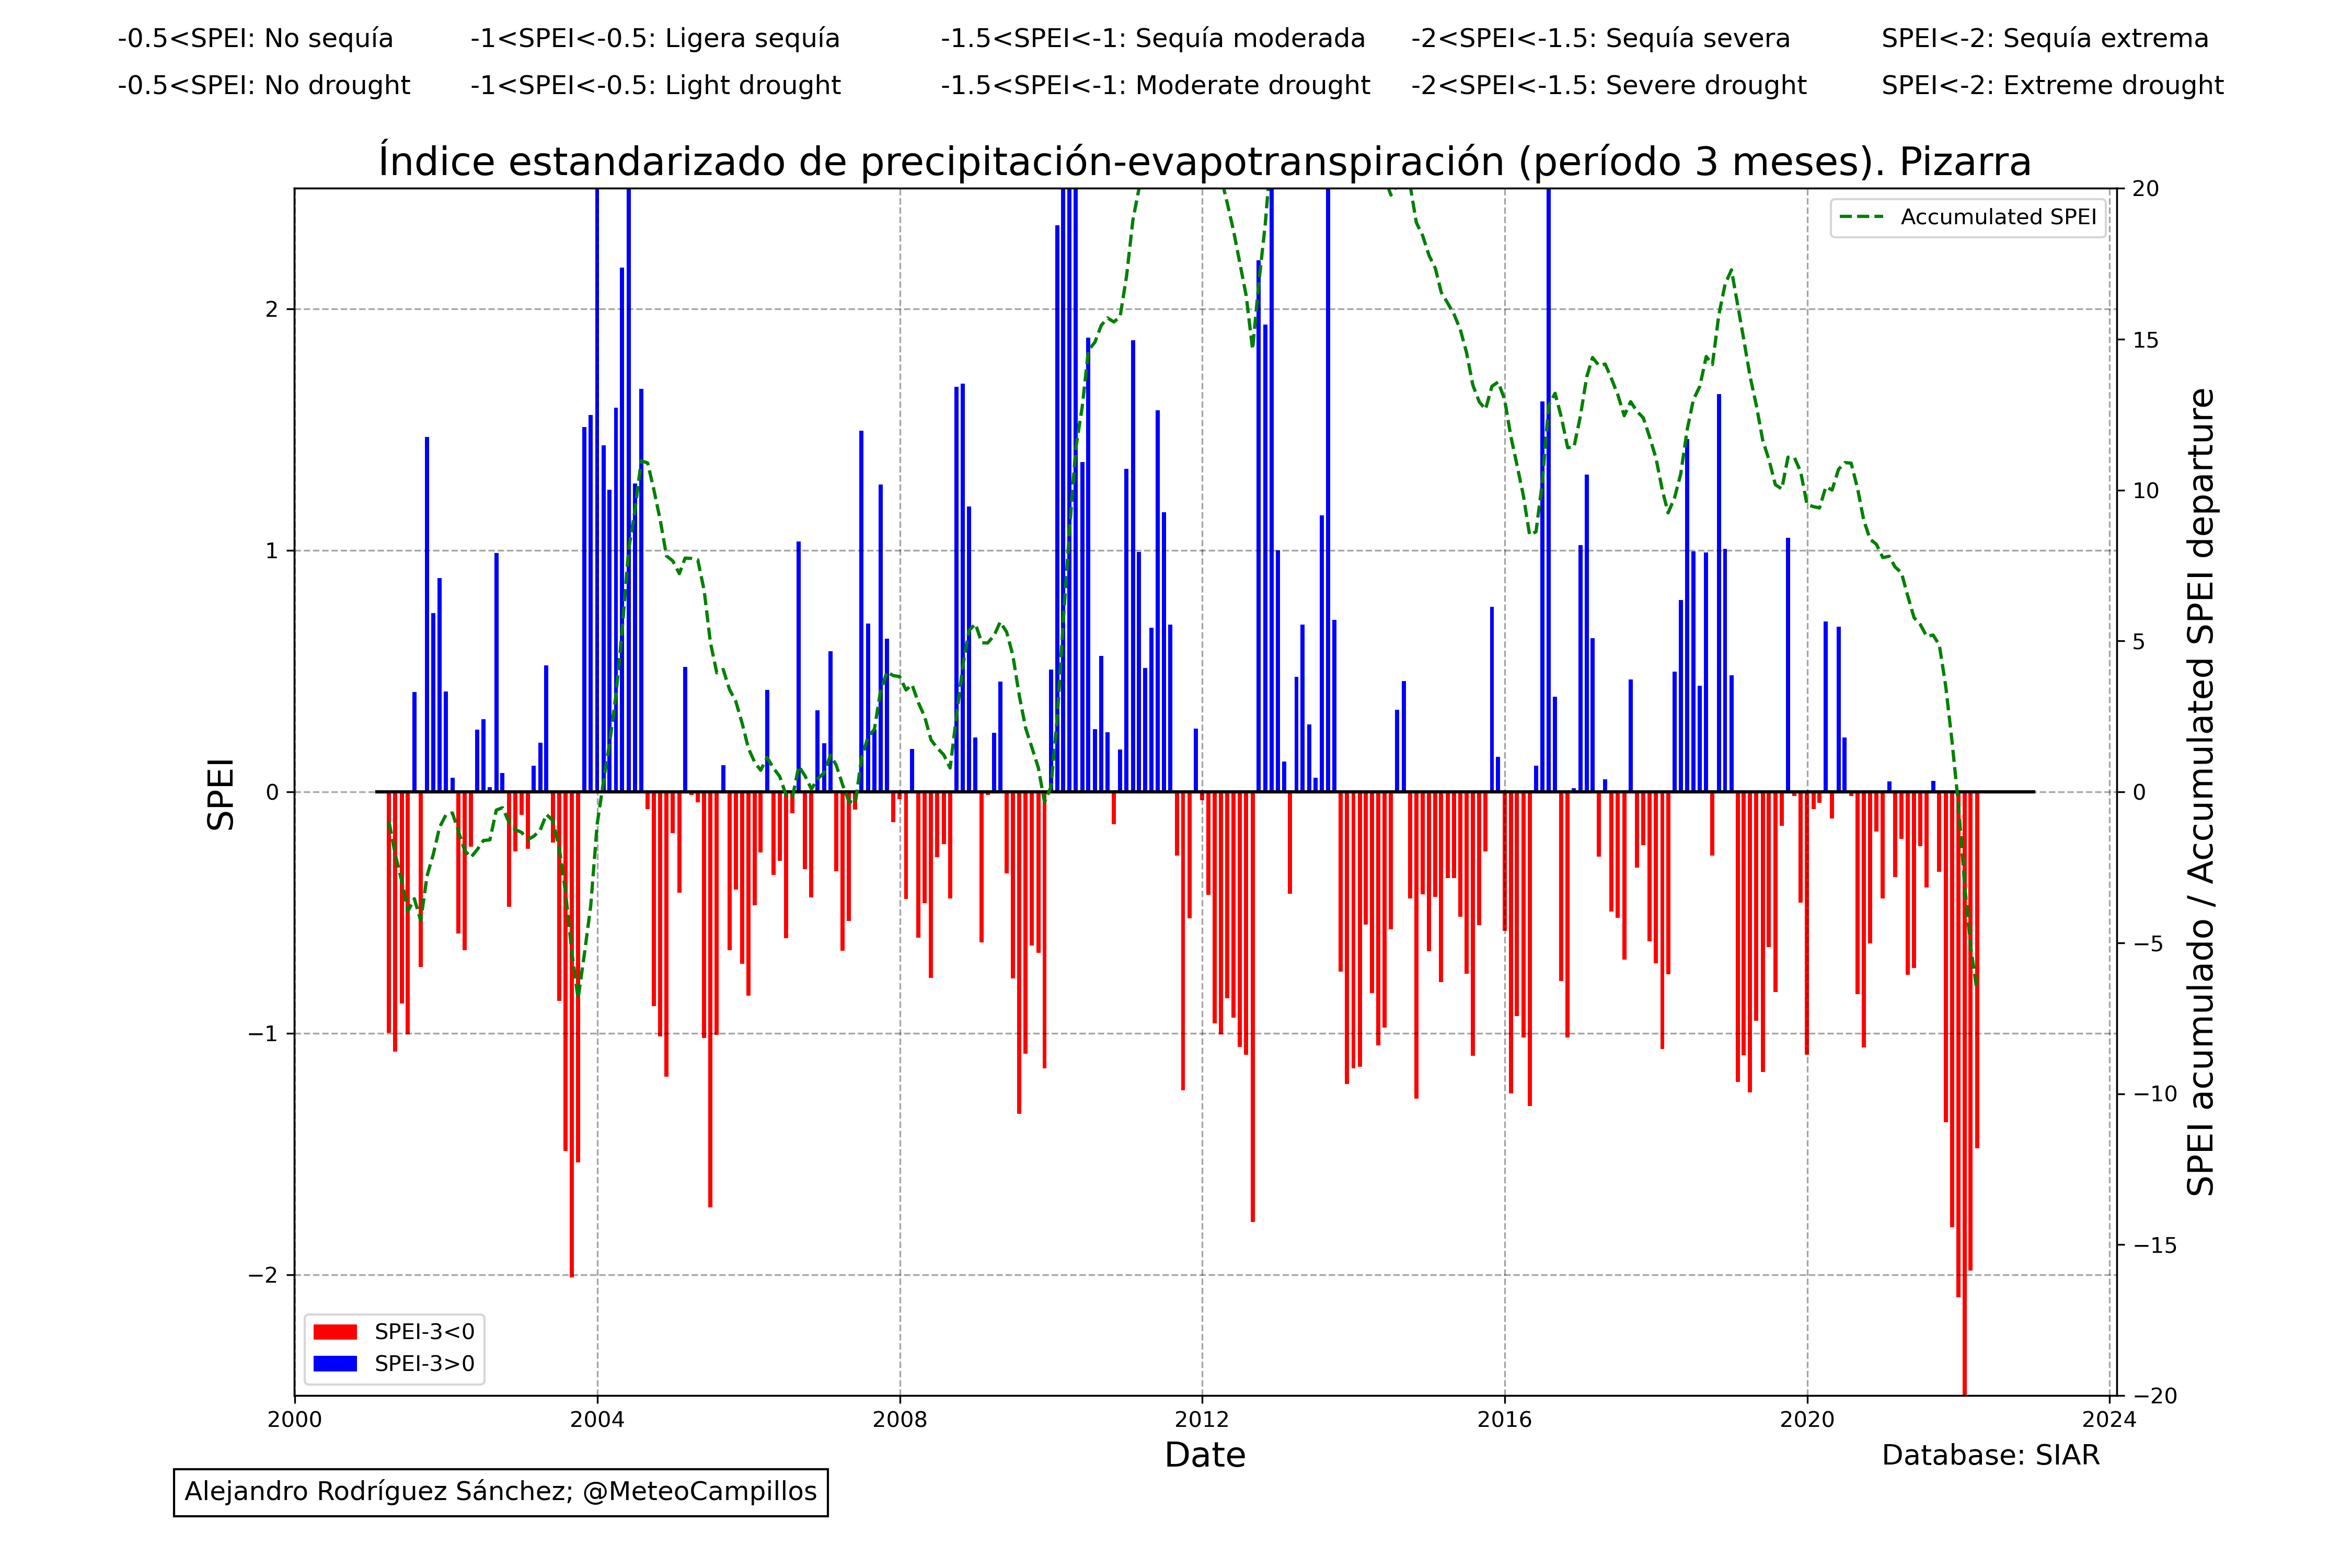 -0.5<SPEI: No sequía -1<SPEI<-0.5: Ligera sequía -1.5<SPEI<-1: Sequía moderada -2<SPEI<-1.5: Sequía severa SPEI<-2: Sequía extrema
-0.5<SPEI: No drought -1<SPEI<-0.5: Light drought -1.5<SPEI<-1: Moderate drought -2<SPEI<-1.5: Severe drought SPEI<-2: Extreme drought
Índice estandarizado de precipitación-evapotranspiración (período 3 meses). Pizarra
Accumulated SPEI
SPEI
2
1
0
−1
−2
20
15
10
5
0
−5
−10
−15
−20
SPEI acumulado / Accumulated SPEI departure
SPEI-3<0
SPEI-3>0
2000 2004 2008 2012 2016 2020 2024
Date
Database: SIAR
Alejandro Rodríguez Sánchez; @MeteoCampillos